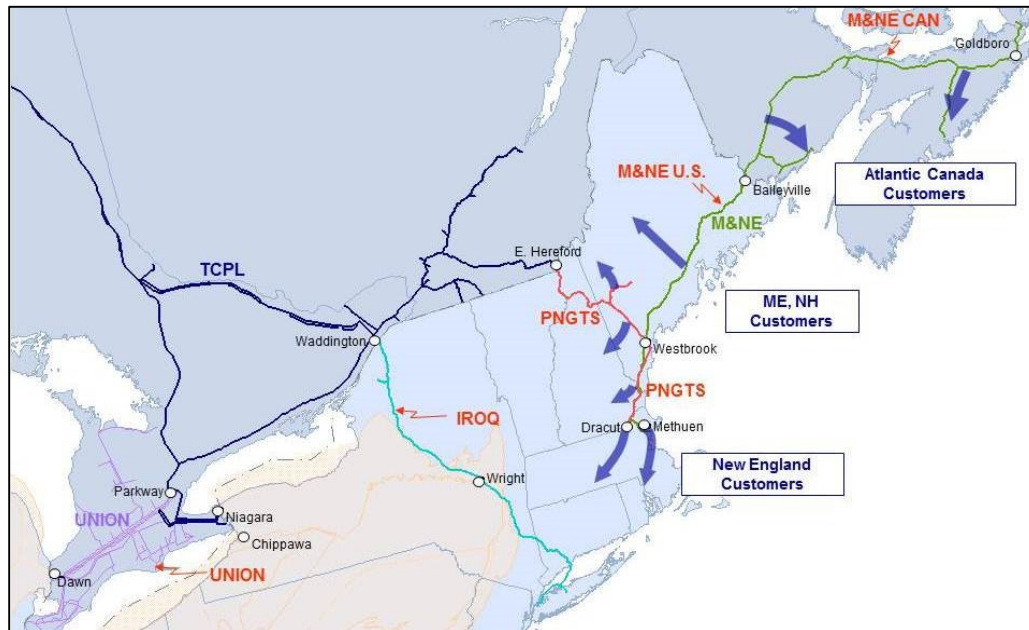 M&NE CAN
Goldboro
M&NE U.S.
Baileyville
Atlantic Canada
Customers
M&NE
E. Hereford
TCPL
ME, NH
Customers
PNGTS
Waddington
Westbrook
PNGTS
IROQ
Dracut
Methuen
New England
Customers
Wright
Parkway
Niagara
UNION
Chippawa
Dawn
UNION